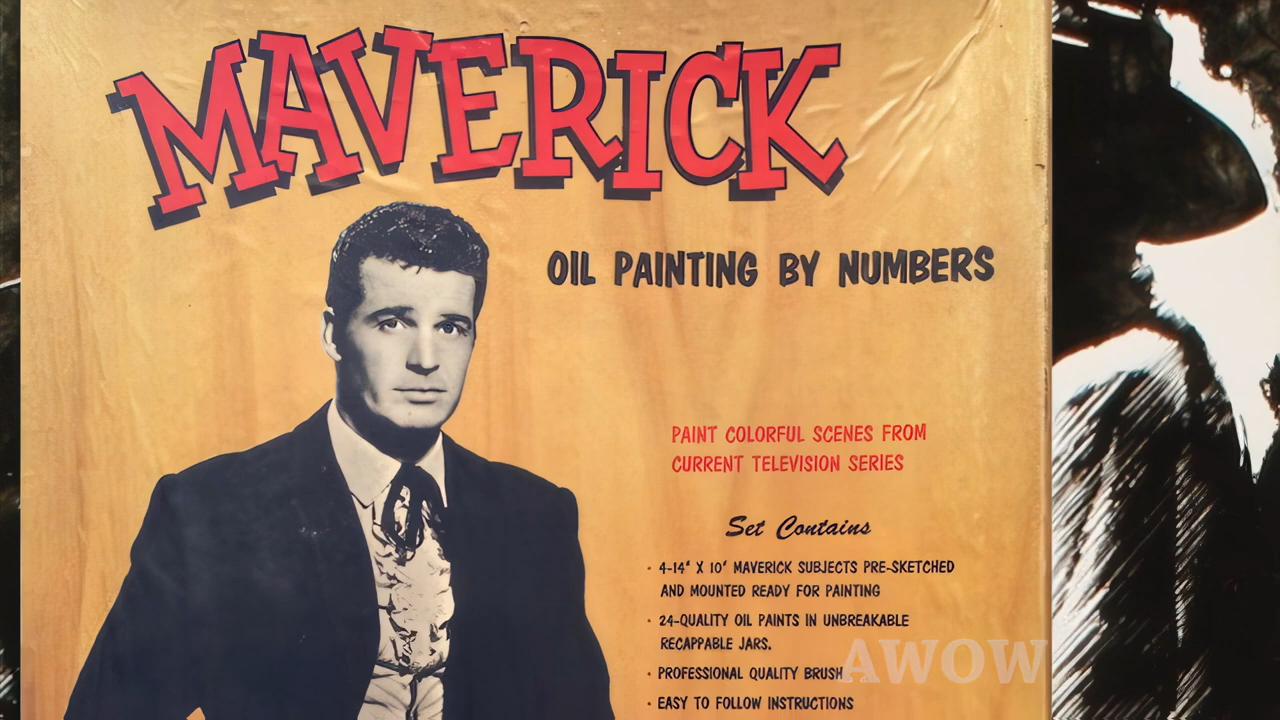 MAVERICK
OIL PAINTING BY NUMBERS
PAINT COLORFUL SCENES FROM
CURRENT TELEVISION SERIES
Set Contains
• 4-14" X 10" MAVERICK SUBJECTS PRE-SKETCHED
AND MOUNTED READY FOR PAINTING
• 24-QUALITY OIL PAINTS IN UNBREAKABLE
RECAPPABLE JARS.
• PROFESSIONAL QUALITY BRUSH
• EASY TO FOLLOW INSTRUCTIONS
AWOW